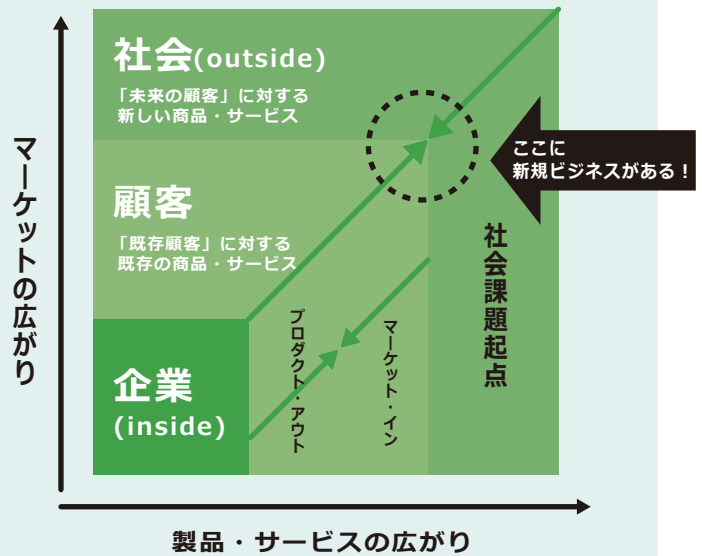 社会(outside)
「未来の顧客」に対する
新しい商品・サービス
ここに
新規ビジネスがある！
顧客
「既存顧客」に対する
既存の商品・サービス
社会課題起点
プロダクト・アウト
マーケット・イン
企業
(inside)
マーケットの広がり
製品・サービスの広がり